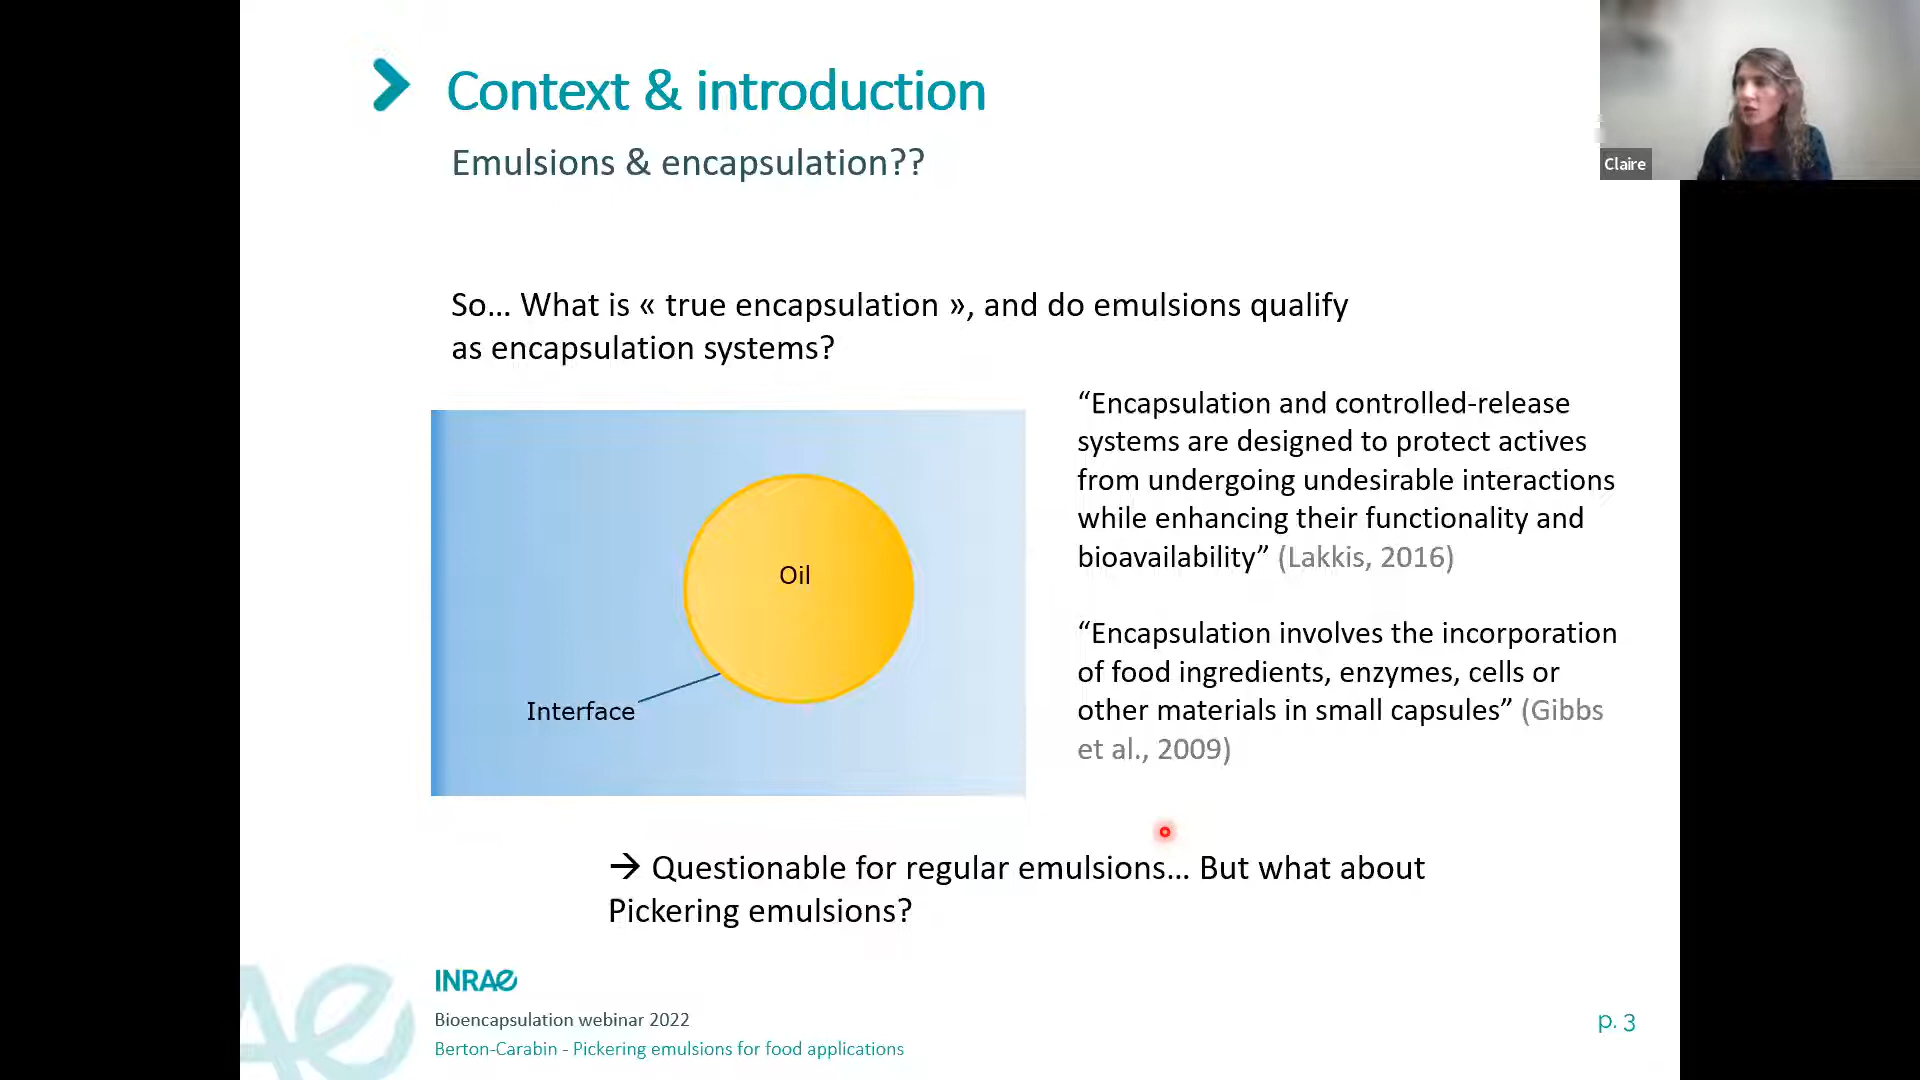 Context & introduction
Emulsions & encapsulation??
Claire
So... What is « true encapsulation », and do emulsions qualify
as encapsulation systems?
Oil
Interface
“Encapsulation and controlled-release
systems are designed to protect actives
from undergoing undesirable interactions
while enhancing their functionality and
bioavailability” (Lakkis, 2016)
“Encapsulation involves the incorporation
of food ingredients, enzymes, cells or
other materials in small capsules” (Gibbs
et al., 2009)
→ Questionable for regular emulsions... But what about
Pickering emulsions?
INRAE
Bioencapsulation webinar 2022
Berton-Carabin - Pickering emulsions for food applications
p. 3